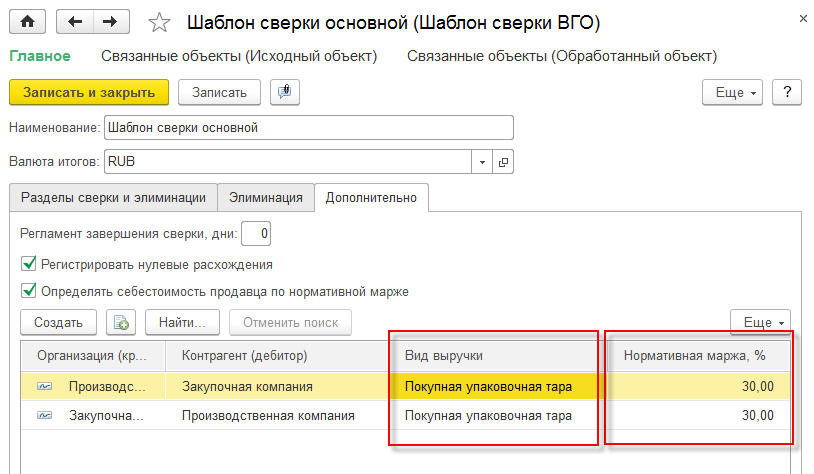 Шаблон сверки основной (Шаблон сверки ВГО)
Главное Связанные объекты (Исходный объект) Связанные объекты (Обработанный объект)
Записать и закрыть Записать Еще ?
Наименование: Шаблон сверки основной
Валюта итогов: RUB
Разделы сверки и элиминации Элиминация Дополнительно
Регламент завершения сверки, дни: 0
Регистрировать нулевые расхождения
Определять себестоимость продавца по нормативной марже
Создать Найти... Отменить поиск Еще
Организация (кр... Контрагент (дебитор) Вид выручки Нормативная маржа, %
Производс... Закупочная компания Покупная упаковочная тара 30,00
Закупочна... Производственная компания Покупная упаковочная тара 30,00